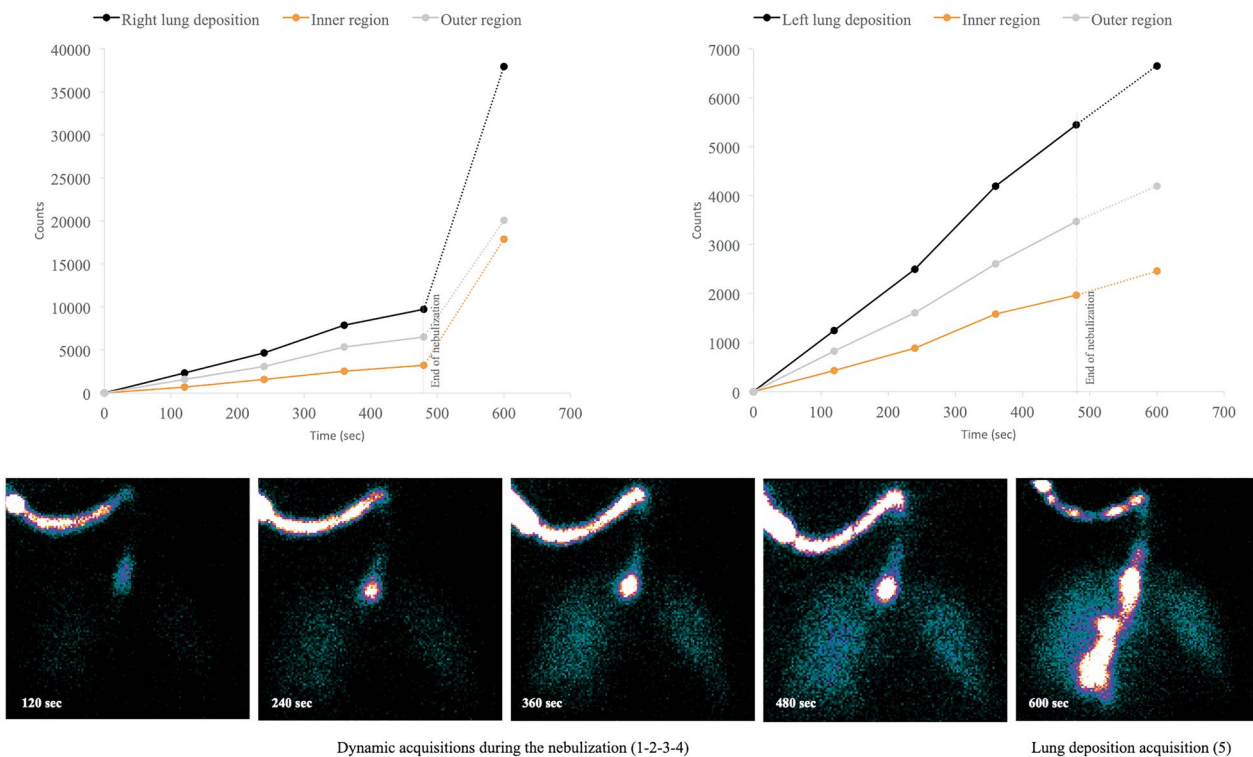 Right lung deposition Inner region Outer region
40000
35000
30000
25000
20000
15000
10000
5000
0
Counts
0 100 200 300 400 500 600 700
Time (sec)
End of nebulization
Left lung deposition Inner region Outer region
7000
6000
5000
4000
3000
2000
1000
0
Counts
0 100 200 300 400 500 600 700
Time (sec)
End of nebulization
120 sec
240 sec
360 sec
480 sec
600 sec
Dynamic acquisitions during the nebulization (1-2-3-4)
Lung deposition acquisition (5)